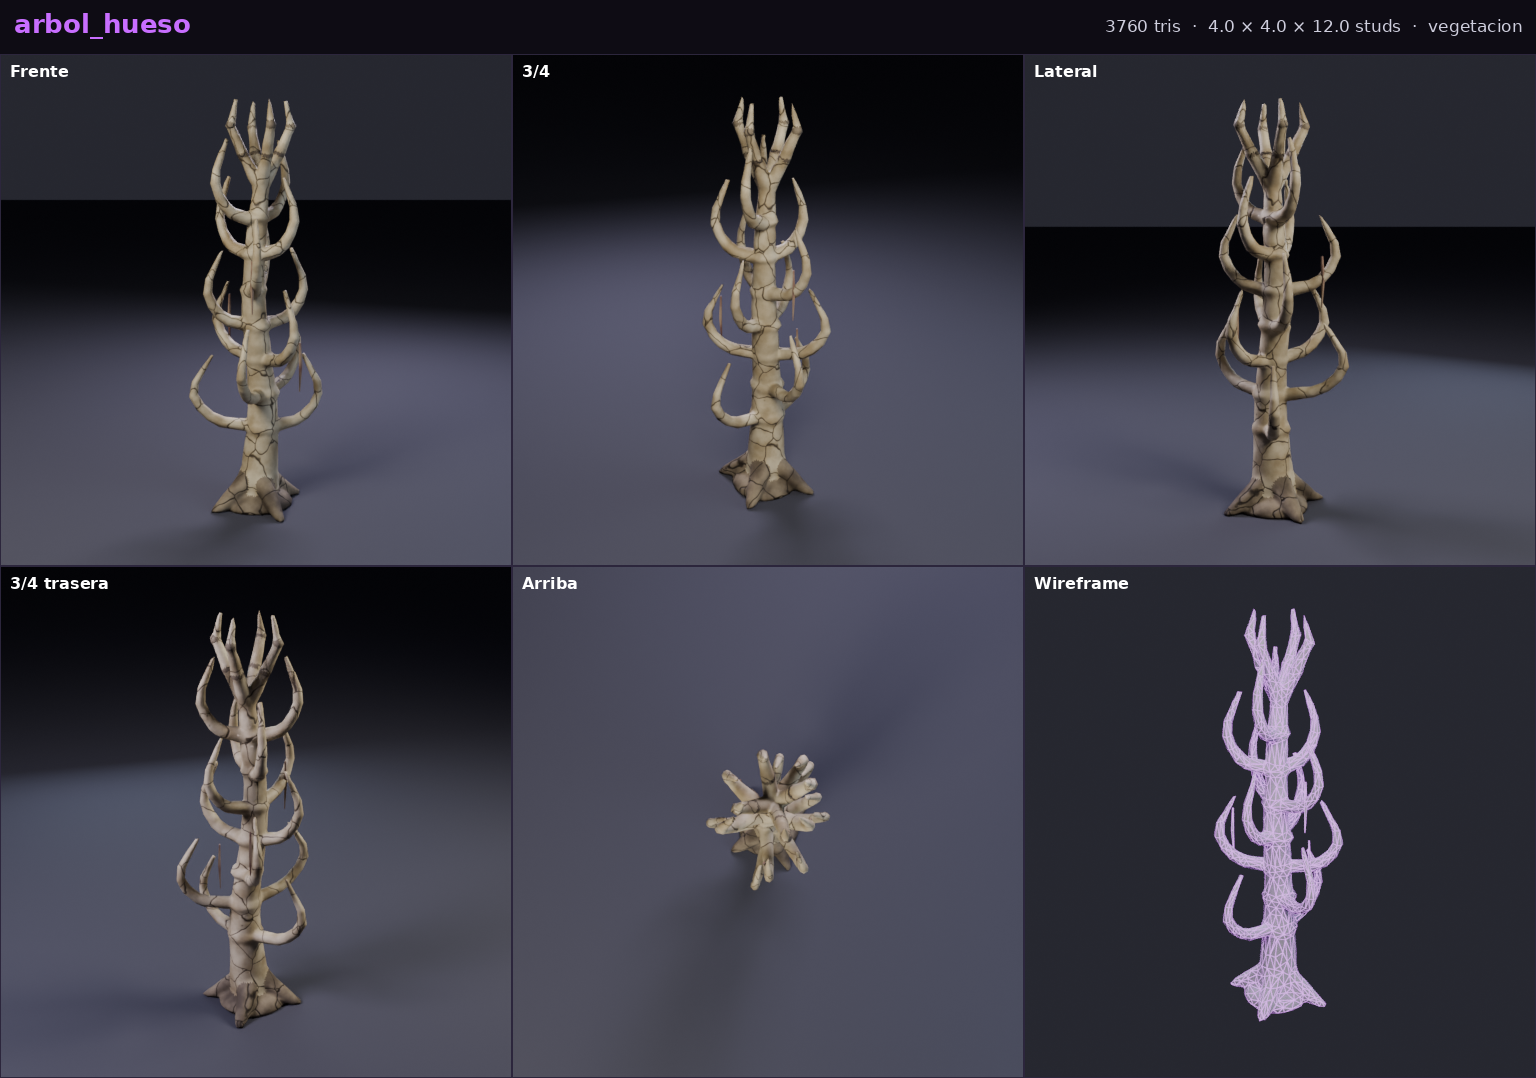 arbol_hueso
3760 tris · 4.0 × 4.0 × 12.0 studs · vegetacion
Frente
3/4
Lateral
3/4 trasera
Arriba
Wireframe